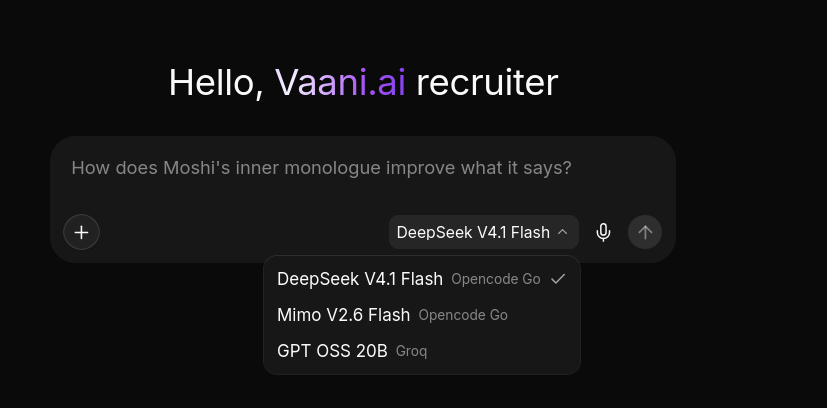 Hello, Vaani.ai recruiter
How does Moshi's inner monologue improve what it says?
DeepSeek V4.1 Flash
DeepSeek V4.1 Flash Opencode Go
Mimo V2.6 Flash Opencode Go
GPT OSS 20B Groq